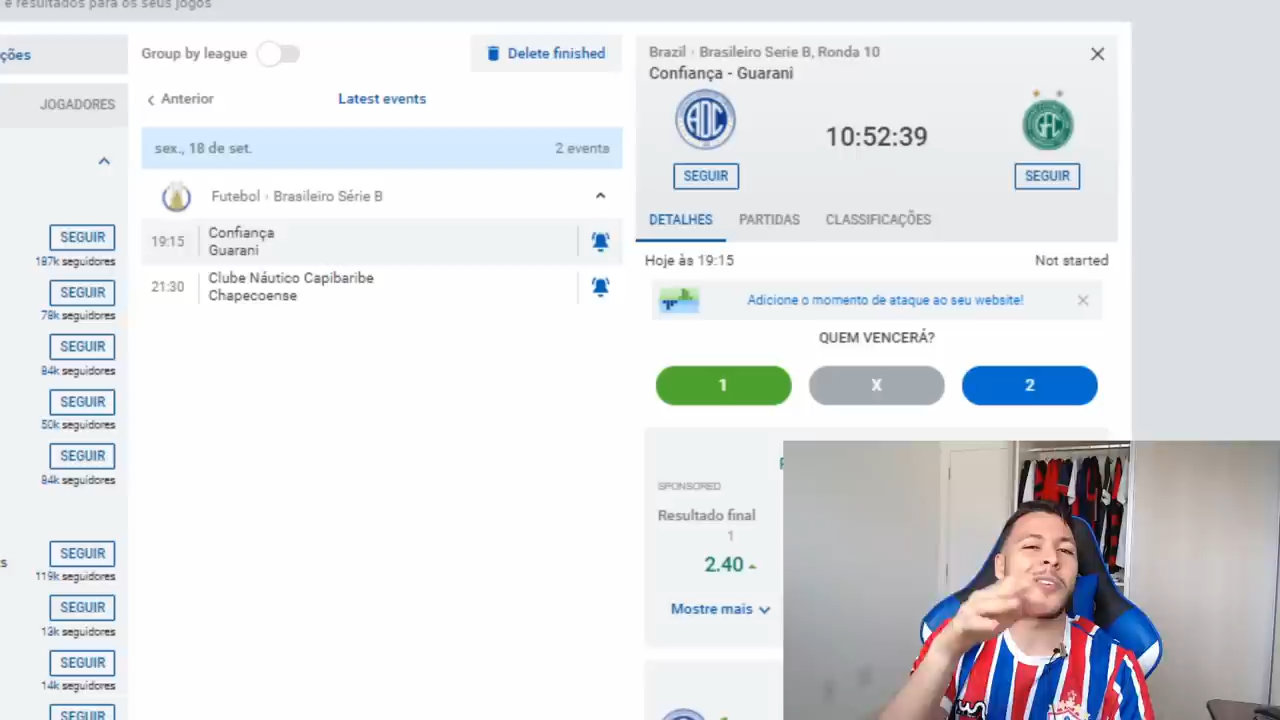 e resultados para os seus jogos
ções
JOGADORES
SEGUIR
187k seguidores
SEGUIR
78k seguidores
SEGUIR
84k seguidores
SEGUIR
50k seguidores
SEGUIR
84k seguidores
SEGUIR
119k seguidores
SEGUIR
13k seguidores
SEGUIR
14k seguidores
SEGUIR
Group by league
Delete finished
Anterior
Latest events
sex., 18 de set.
2 events
Futebol › Brasileiro Série B
19:15
Confiança
Guarani
21:30
Clube Náutico Capibaribe
Chapecoense
Brazil › Brasileiro Serie B, Ronda 10
Confiança - Guarani
ADC
10:52:39
SEGUIR
SEGUIR
DETALHES
PARTIDAS
CLASSIFICAÇÕES
Hoje às 19:15
Not started
Adicione o momento de ataque ao seu website!
QUEM VENCERÁ?
1
X
2
SPONSORED
Resultado final
1
2.40
Mostre mais